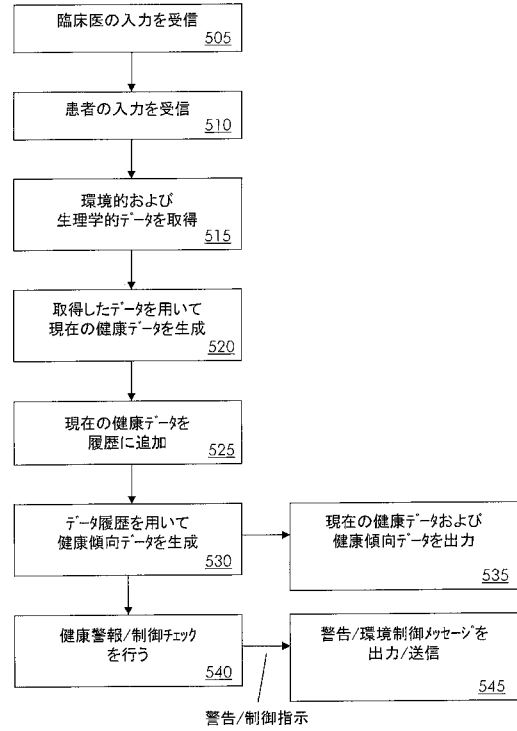 臨床医の入力を受信
505
患者の入力を受信
510
環境的および
生理学的データを取得
515
取得したデータを用いて
現在の健康データを生成
520
現在の健康データを
履歴に追加
525
データ履歴を用いて
健康傾向データを生成
530
現在の健康データおよび
健康傾向データを出力
535
健康警報/制御チェック
を行う
540
警告/環境制御メッセージを
出力/送信
545
警告/制御指示